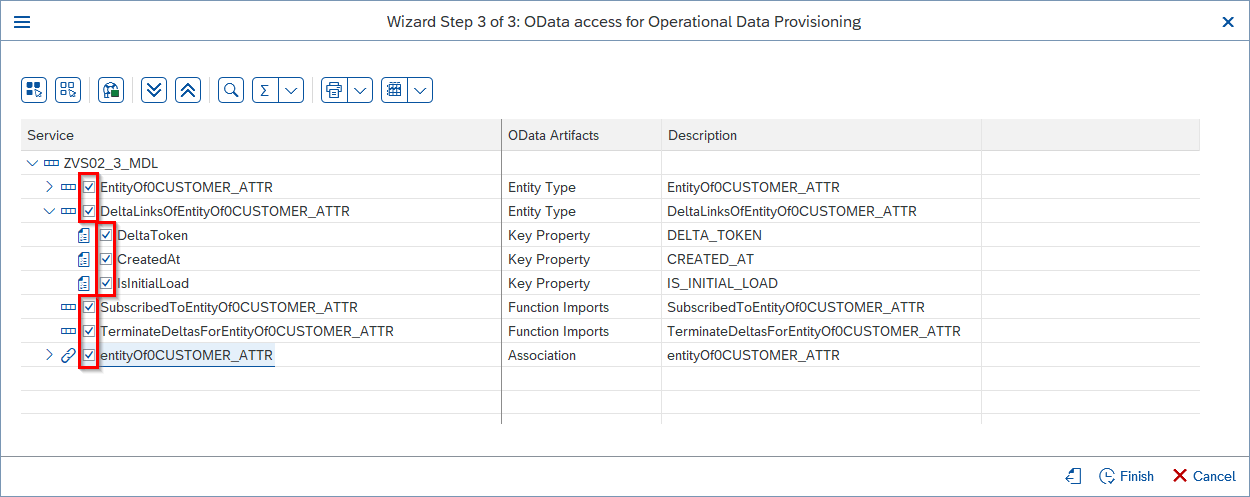 Wizard Step 3 of 3: OData access for Operational Data Provisioning
Service OData Artifacts Description
ZVS02_3_MDL
EntityOf0CUSTOMER_ATTR Entity Type EntityOf0CUSTOMER_ATTR
DeltaLinksOfEntityOf0CUSTOMER_ATTR Entity Type DeltaLinksOfEntityOf0CUSTOMER_ATTR
DeltaToken Key Property DELTA_TOKEN
CreatedAt Key Property CREATED_AT
IsInitialLoad Key Property IS_INITIAL_LOAD
SubscribedToEntityOf0CUSTOMER_ATTR Function Imports SubscribedToEntityOf0CUSTOMER_ATTR
TerminateDeltasForEntityOf0CUSTOMER_ATTR Function Imports TerminateDeltasForEntityOf0CUSTOMER_ATTR
entityOf0CUSTOMER_ATTR Association entityOf0CUSTOMER_ATTR
Finish Cancel